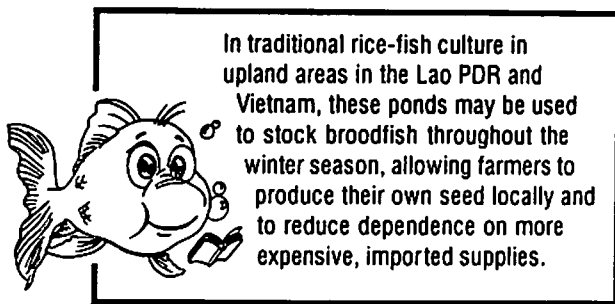 In traditional rice-fish culture in
upland areas in the Lao PDR and
Vietnam, these ponds may be used
to stock broodfish throughout the
winter season, allowing farmers to
produce their own seed locally and
to reduce dependence on more
expensive, imported supplies.